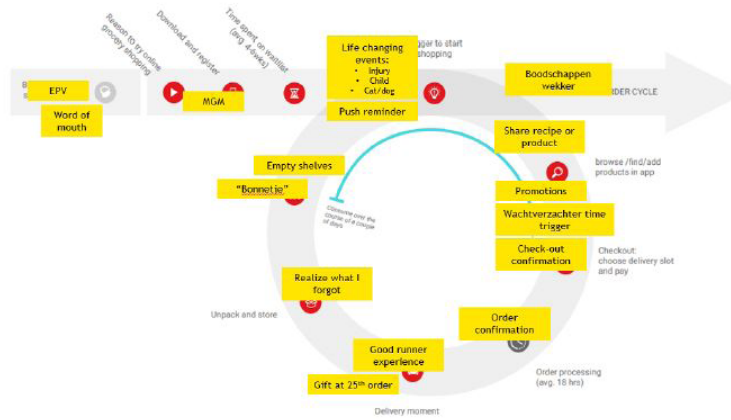 Reason to try online
grocery shopping
Download and register
Time spent on
waitlist
(avg. 4-6wks)
Life changing
events:
• Injury
• Child
• Cat/dog
Push reminder
to start
shopping
Boodschappen
wekker
CYCLE
EPV
Word of
mouth
MGM
Share recipe or
product
browse /find/add
products in app
Empty shelves
"Bonnetje"
consume over the
course of a couple
of days
Promotions
Wachtverzachter time
trigger
Check-out
confirmation
Checkout:
choose delivery slot
and pay
Realize what I
forgot
Unpack and store
Order
confirmation
Good runner
experience
Order processing
(avg. 18 hrs)
Gift at 25th order
Delivery moment